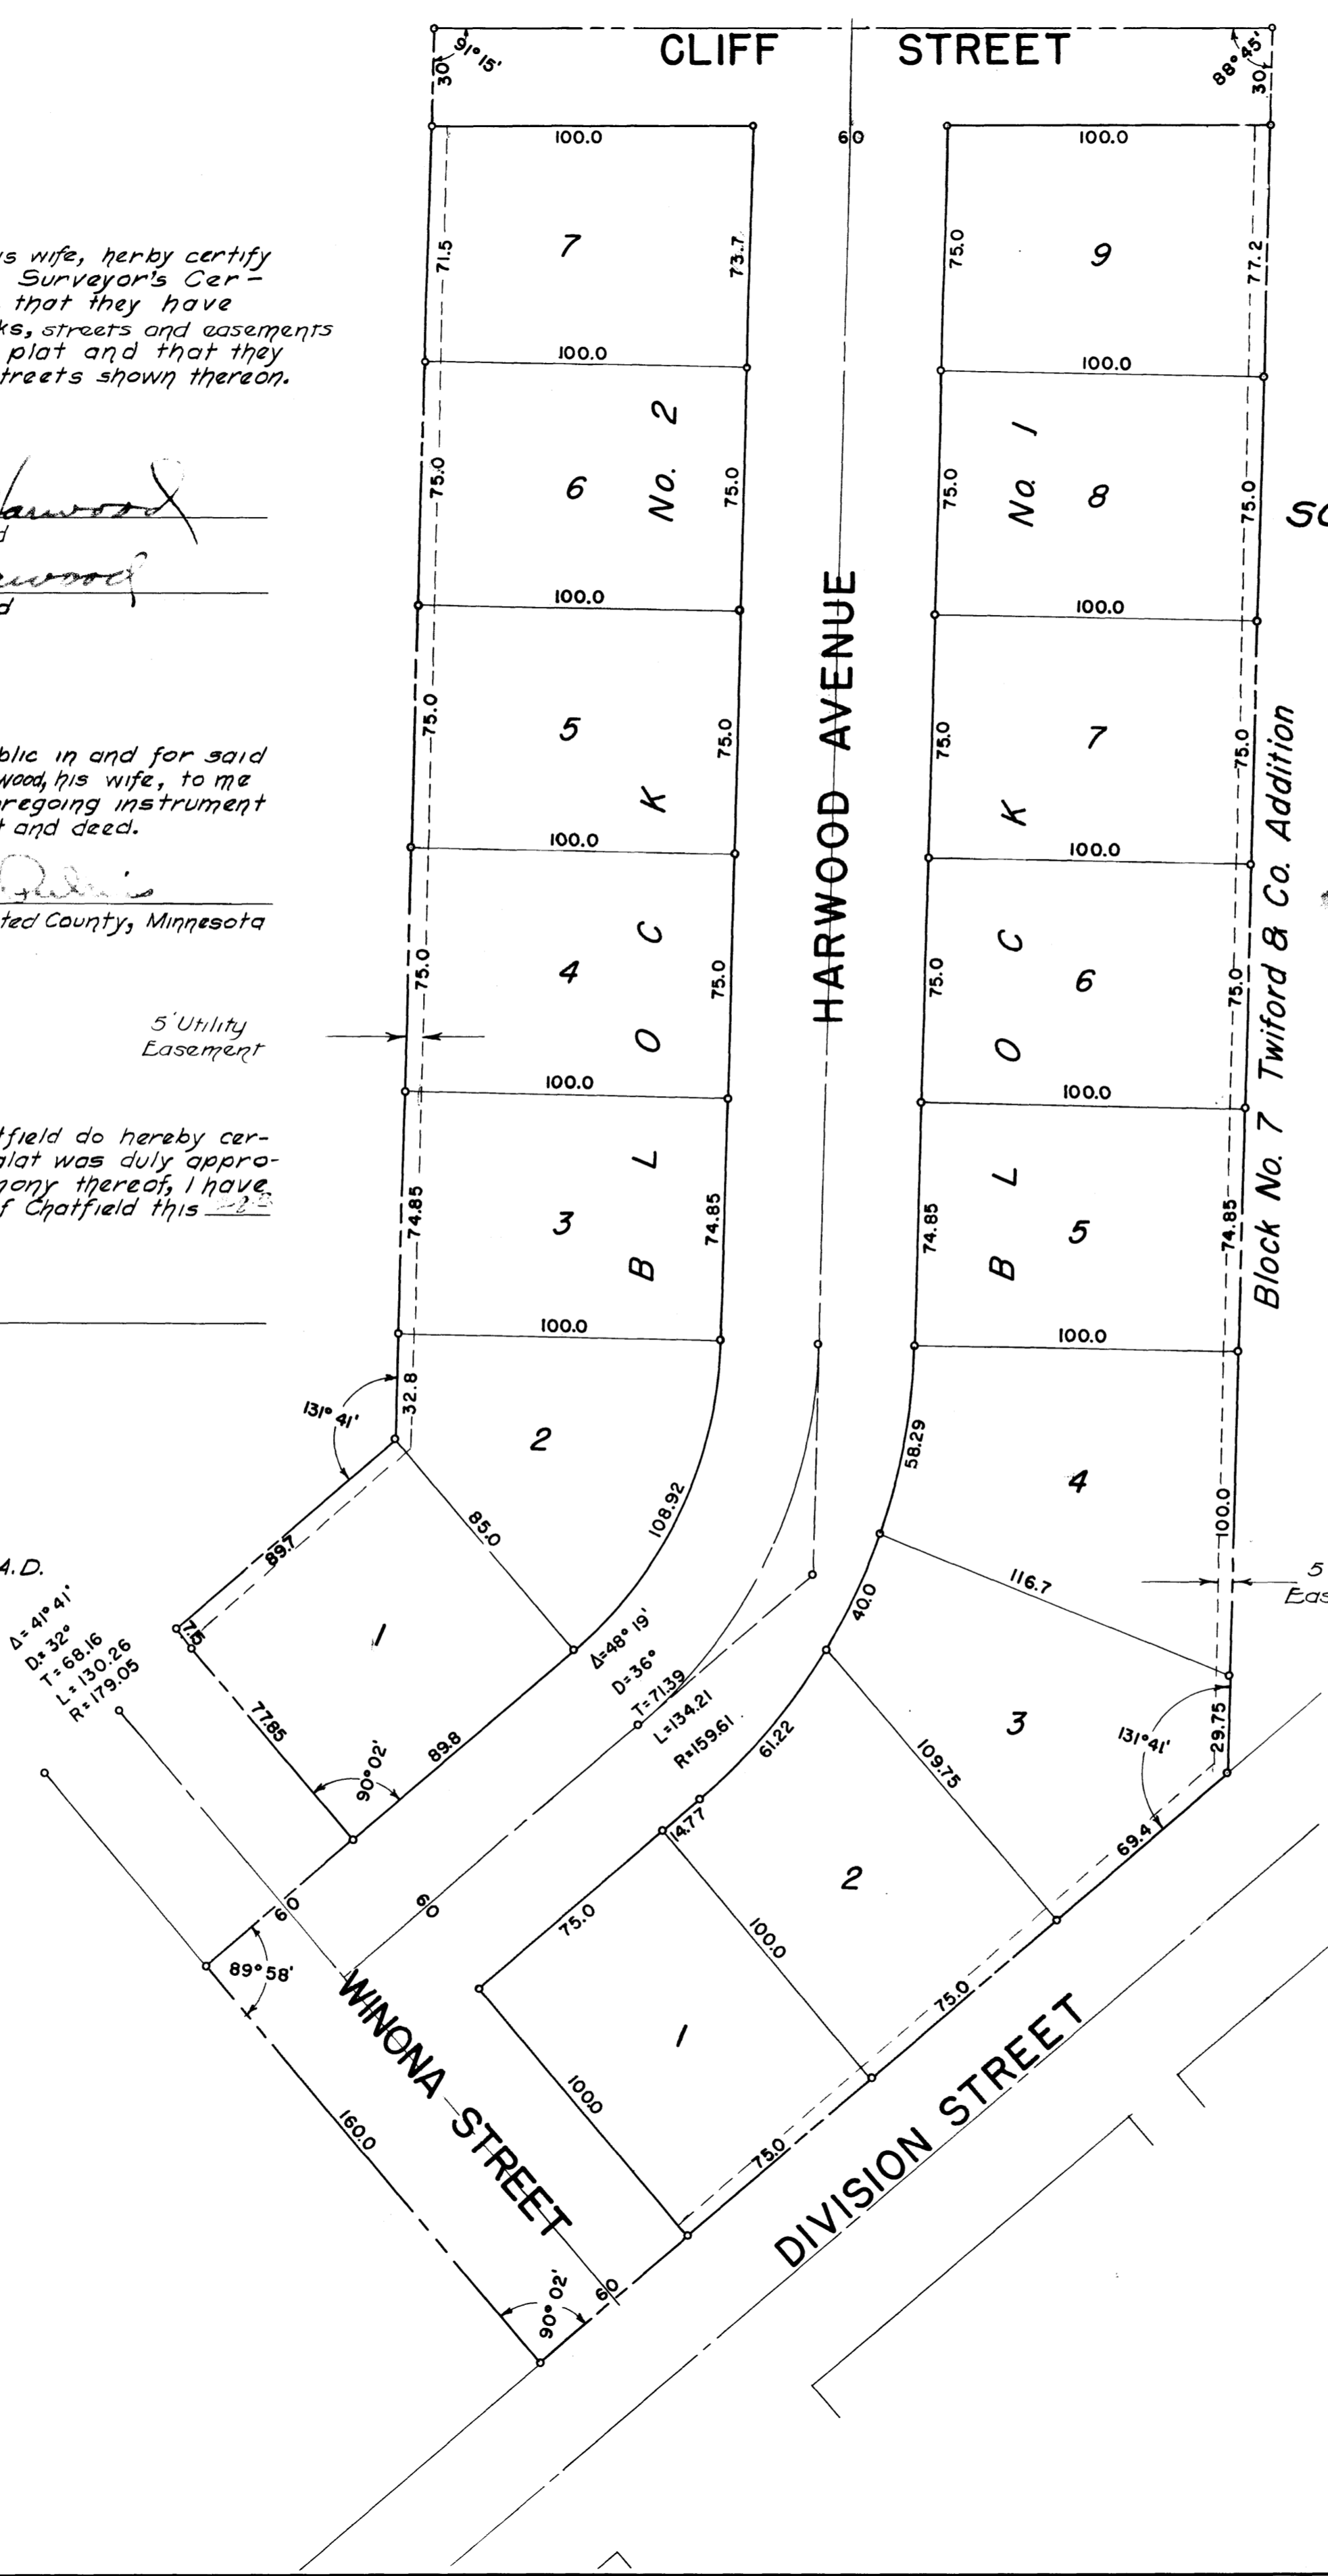 CLIFF STREET
91°15'
88°45'
30
30
100.0
60
100.0
71.5
7
73.7
75.0
9
77.2
s wife, herby certify
Surveyor's Cer-
that they have
ks, streets and easements
plat and that they
treets shown thereon.
100.0
100.0
75.0
6
75.0
75.0
8
75.0
BLOCK No. 2
BLOCK No. 1
HARWOOD AVENUE
arwood
d
wood
d
100.0
100.0
75.0
5
75.0
75.0
7
75.0
Block No. 7 Twiford & Co. Addition
blic in and for said
wood, his wife, to me
regoing instrument
t and deed.
ted County, Minnesota
100.0
100.0
75.0
4
75.0
75.0
6
75.0
5' Utility
Easement
100.0
100.0
tfield do hereby cer-
plat was duly appro-
mony thereof, I have
f Chatfield this
74.85
3
74.85
74.85
5
74.85
100.0
100.0
131°41'
32.8
2
108.92
58.29
4
100.0
85.0
89.7
116.7
5
Eas
A.D.
Δ=41°41'
D=32°
T=68.16
L=130.26
R=179.05
7.15
1
77.85
90°02'
89.8
Δ=48°19'
D=36°
T=71.39
L=134.21
R=159.61
40.0
61.22
3
109.75
131°41'
29.75
69.4
14.77
2
60
60
75.0
100.0
75.0
89°58'
WINONA STREET
1
100.0
75.0
160.0
90°02'
60
DIVISION STREET